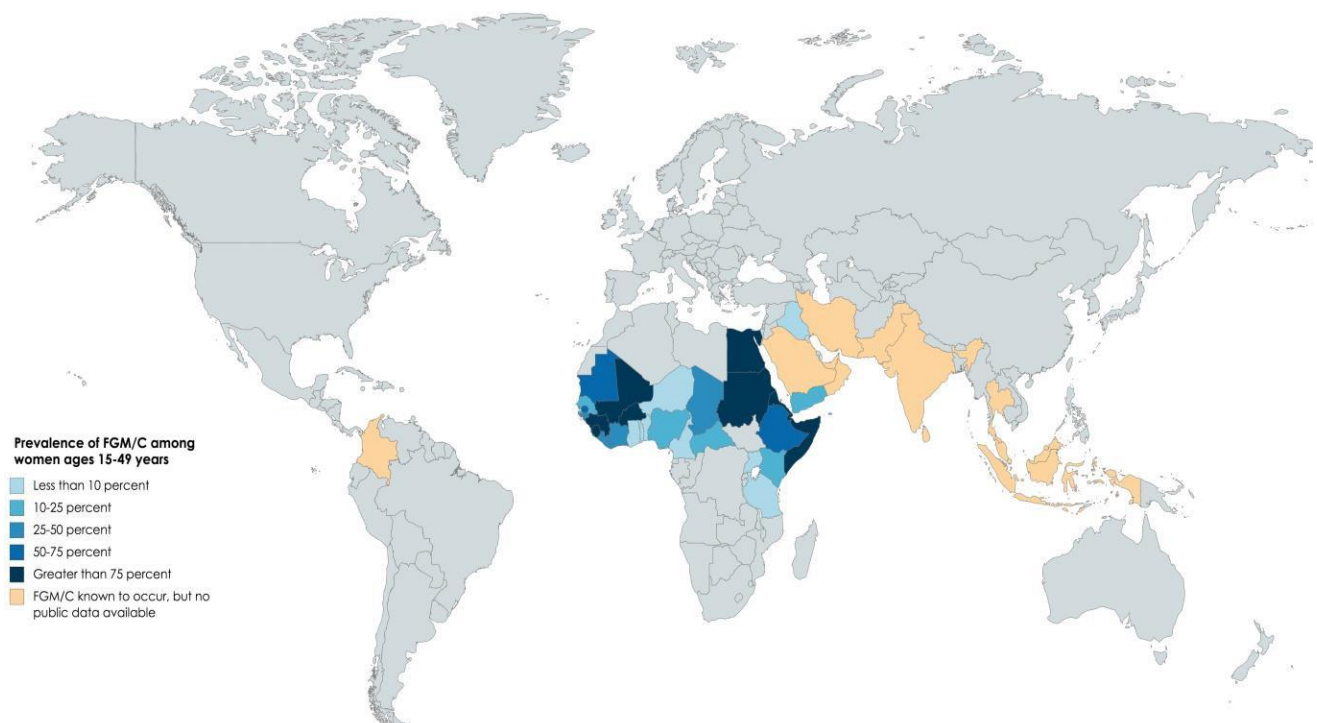 Prevalence of FGM/C among
women ages 15-49 years
Less than 10 percent
10-25 percent
25-50 percent
50-75 percent
Greater than 75 percent
FGM/C known to occur, but no
public data available